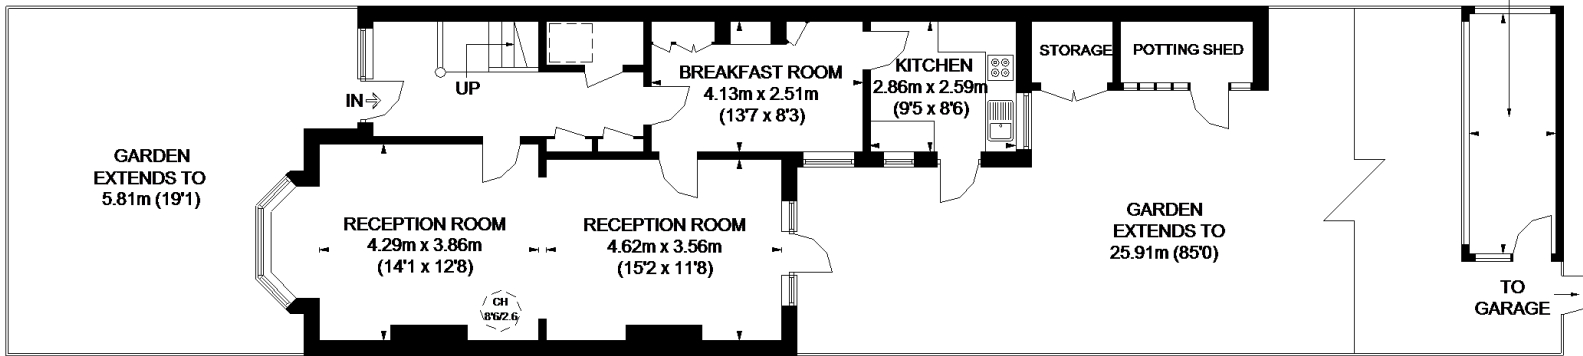 GARDEN
EXTENDS TO
5.81m (19'1)
IN
UP
BREAKFAST ROOM
4.13m x 2.51m
(13'7 x 8'3)
KITCHEN
2.86m x 2.59m
(9'5 x 8'6)
STORAGE
POTTING SHED
RECEPTION ROOM
4.29m x 3.86m
(14'1 x 12'8)
CH
8'6/2.6
RECEPTION ROOM
4.62m x 3.56m
(15'2 x 11'8)
GARDEN
EXTENDS TO
25.91m (85'0)
TO
GARAGE